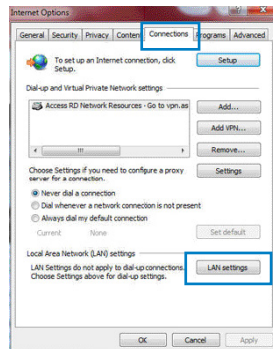 Internet Options
General Security Privacy Content Connections Programs Advanced
To set up an Internet connection, click
Setup.
Setup
Dial-up and Virtual Private Network settings
Access RD Network Resources - Go to vpn.as
Add...
Add VPN...
Remove...
Choose Settings if you need to configure a proxy
server for a connection.
Settings
Never dial a connection
Dial whenever a network connection is not present
Always dial my default connection
Current None
Set default
Local Area Network (LAN) settings
LAN Settings do not apply to dial-up connections.
Choose Settings above for dial-up settings.
LAN settings
OK Cancel Apply